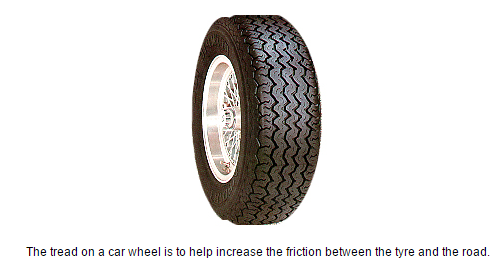 The tread on a car wheel is to help increase the friction between the tyre and the road.